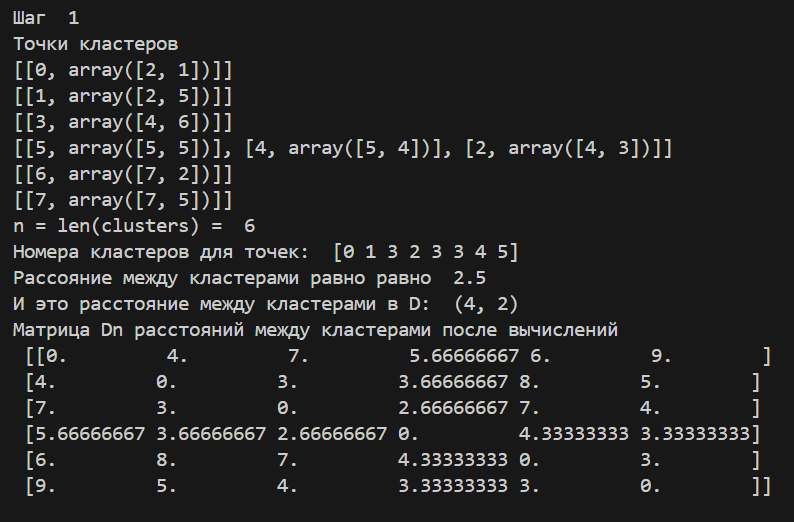 Шаг  1
Точки кластеров
[[0, array([2, 1])]]
[[1, array([2, 5])]]
[[3, array([4, 6])]]
[[5, array([5, 5])], [4, array([5, 4])], [2, array([4, 3])]]
[[6, array([7, 2])]]
[[7, array([7, 5])]]
n = len(clusters) =  6
Номера кластеров для точек:  [0 1 3 2 3 3 4 5]
Рассояние между кластерами равно равно  2.5
И это расстояние между кластерами в D:  (4, 2)
Матрица Dn расстояний между кластерами после вычислений
 [[0.         4.         7.         5.66666667 6.         9.        ]
 [4.         0.         3.         3.66666667 8.         5.        ]
 [7.         3.         0.         2.66666667 7.         4.        ]
 [5.66666667 3.66666667 2.66666667 0.         4.33333333 3.33333333]
 [6.         8.         7.         4.33333333 0.         3.        ]
 [9.         5.         4.         3.33333333 3.         0.        ]]